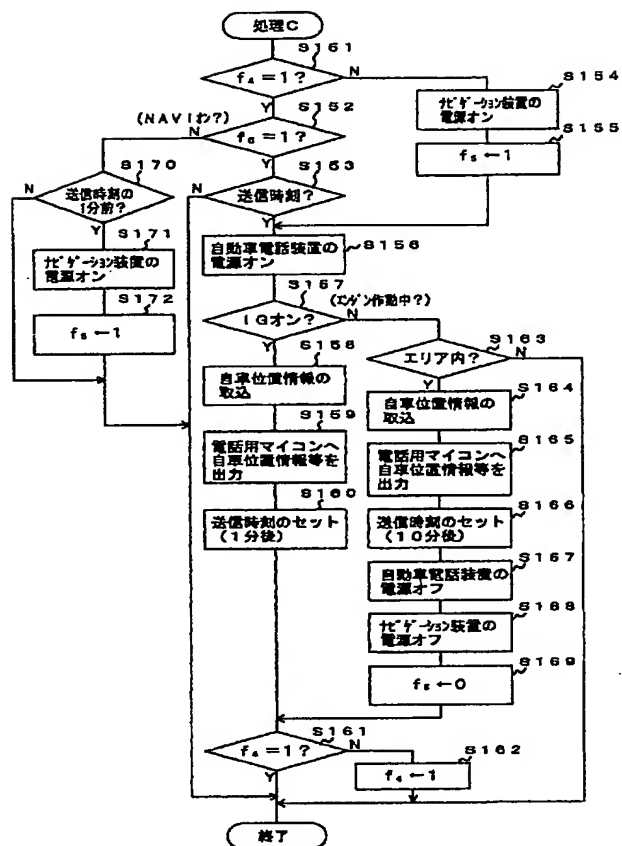 処理C
S161
f₄=1?
N
Y
S154
ナビゲーション装置の
電源オン
S155
f₅←1
(NAVIオン?)
S152
f₅=1?
N
Y
S153
送信時刻?
N
Y
S170
送信時刻の
1分前?
N
Y
S171
ナビゲーション装置の
電源オン
S172
f₅←1
S156
自動車電話装置の
電源オン
S157
(エンジン作動中?)
IGオン?
N
Y
S158
自車位置情報の
取込
S159
電話用マイコンへ
自車位置情報等を
出力
S160
送信時刻のセット
(1分後)
S163
エリア内?
N
Y
S164
自車位置情報の
取込
S165
電話用マイコンへ
自車位置情報等を
出力
S166
送信時刻のセット
(10分後)
S167
自動車電話装置の
電源オフ
S168
ナビゲーション装置の
電源オフ
S169
f₅←0
S161
f₄=1?
N
Y
S162
f₄←1
終了